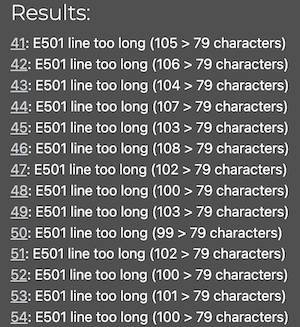 Results:
41: E501 line too long (105 > 79 characters)
42: E501 line too long (106 > 79 characters)
43: E501 line too long (104 > 79 characters)
44: E501 line too long (107 > 79 characters)
45: E501 line too long (103 > 79 characters)
46: E501 line too long (108 > 79 characters)
47: E501 line too long (102 > 79 characters)
48: E501 line too long (100 > 79 characters)
49: E501 line too long (103 > 79 characters)
50: E501 line too long (99 > 79 characters)
51: E501 line too long (102 > 79 characters)
52: E501 line too long (100 > 79 characters)
53: E501 line too long (101 > 79 characters)
54: E501 line too long (100 > 79 characters)